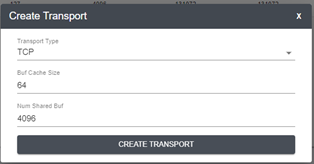 Create Transport X
Transport Type
TCP
Buf Cache Size
64
Num Shared Buf
4096
CREATE TRANSPORT